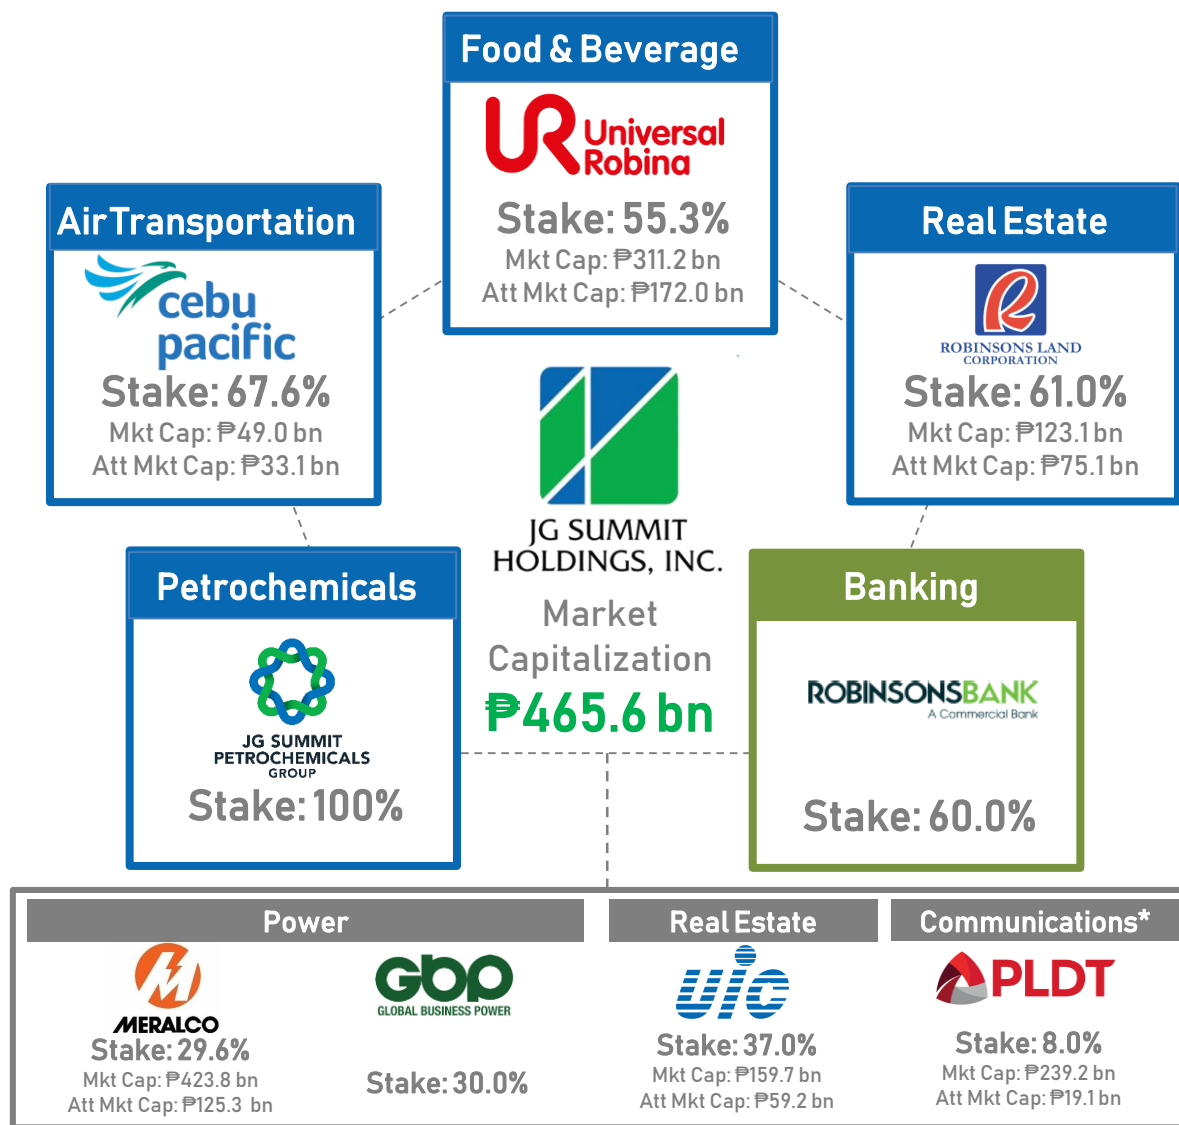 Food & Beverage
UR Universal
Robina
Stake: 55.3%
Mkt Cap: ₱311.2 bn
Att Mkt Cap: ₱172.0 bn
Air Transportation
cebu
pacific
Stake: 67.6%
Mkt Cap: ₱49.0 bn
Att Mkt Cap: ₱33.1 bn
Real Estate
R
ROBINSONS LAND
CORPORATION
Stake: 61.0%
Mkt Cap: ₱123.1 bn
Att Mkt Cap: ₱75.1 bn
JG SUMMIT
HOLDINGS, INC.
Market
Capitalization
₱465.6 bn
Petrochemicals
JG SUMMIT
PETROCHEMICALS
GROUP
Stake: 100%
Banking
ROBINSONSBANK
A Commercial Bank
Stake: 60.0%
Power
MERALCO
Stake: 29.6%
Mkt Cap: ₱423.8 bn
Att Mkt Cap: ₱125.3 bn
Gbp
GLOBAL BUSINESS POWER
Stake: 30.0%
Real Estate
uic
Stake: 37.0%
Mkt Cap: ₱159.7 bn
Att Mkt Cap: ₱59.2 bn
Communications*
PLDT
Stake: 8.0%
Mkt Cap: ₱239.2 bn
Att Mkt Cap: ₱19.1 bn